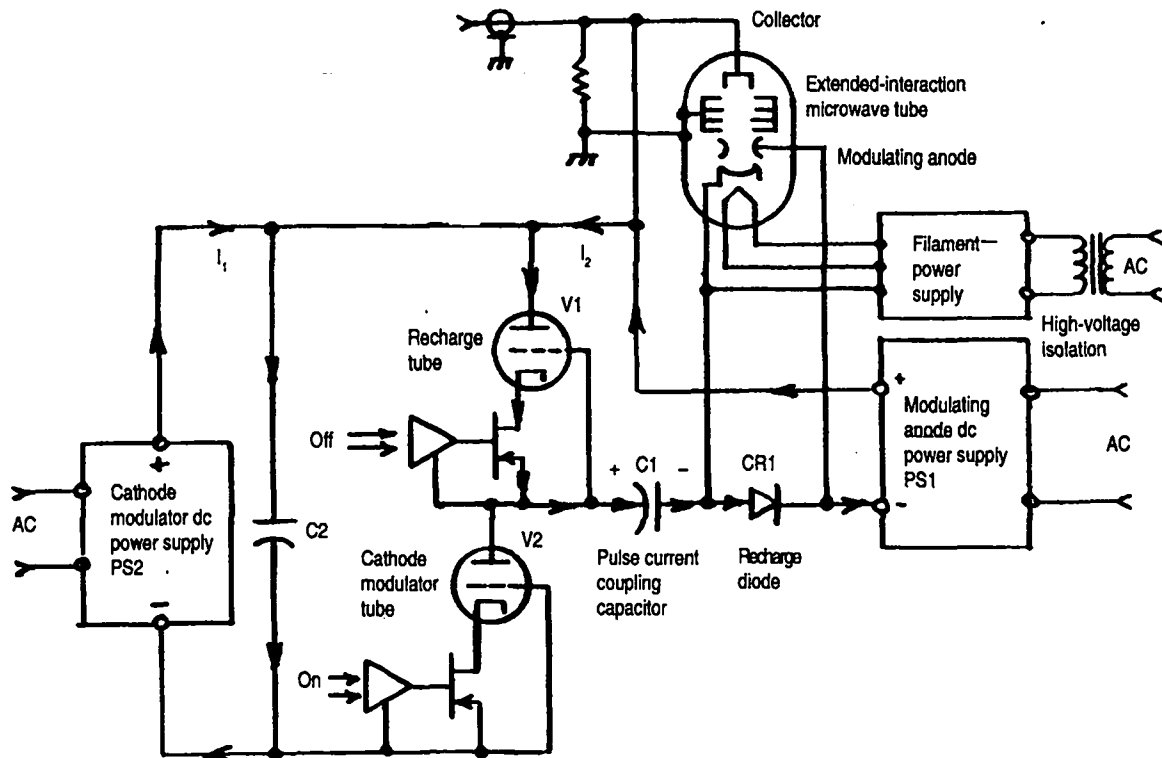 Collector
Extended-interaction
microwave tube
Modulating anode
I1
I2
V1
Recharge
tube
Filament—
power
supply
AC
High-voltage
isolation
Off
+
Cathode
modulator dc
power supply
PS2
−
AC
C2
+ C1 −
CR1
+
Modulating
anode dc
power supply
PS1
-
AC
V2
Cathode
modulator
tube
Pulse current
coupling
capacitor
Recharge
diode
On